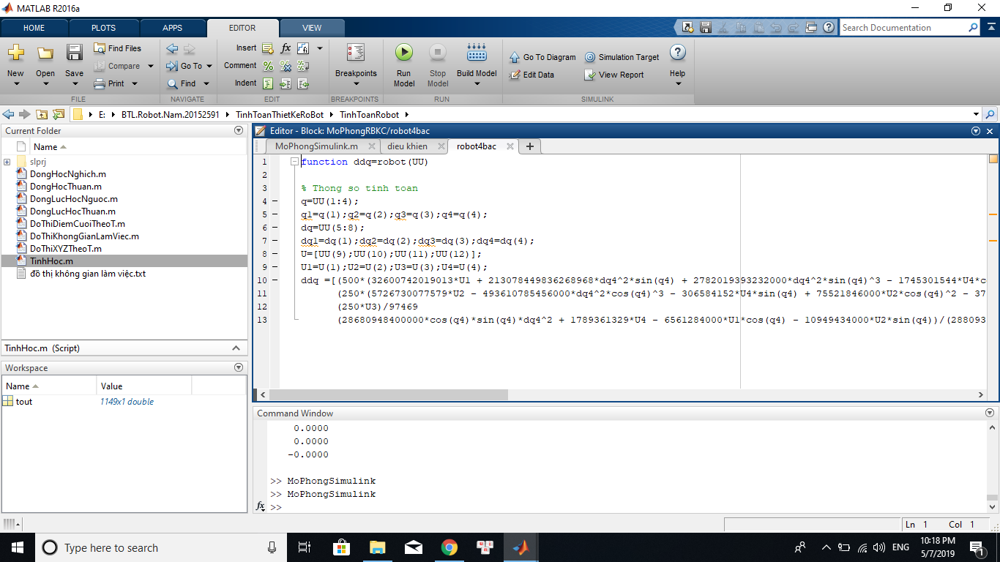 MATLAB R2016a
HOME PLOTS APPS EDITOR VIEW
Search Documentation
New Open Save Find Files Compare Print
Go To Find
Insert Comment Indent
Breakpoints
Run Model Stop Model Build Model
Go To Diagram Simulation Target Edit Data View Report
Help
FILE NAVIGATE EDIT BREAKPOINTS RUN SIMULINK
E: BTL.Robot.Nam.20152591 TinhToanThietKeRoBot TinhToanRobot
Current Folder
Name
slprj
DongHocNghich.m
DongHocThuan.m
DongLucHocNguoc.m
DongLucHocThuan.m
DoThiDiemCuoiTheoT.m
DoThiKhongGianLamViec.m
DoThiXYZTheoT.m
TinhHoc.m
đồ thị không gian làm việc.txt
TinhHoc.m (Script)
Workspace
Name Value
tout 1149x1 double
Editor - Block: MoPhongRBKC/robot4bac
MoPhongSimulink.m dieu khien robot4bac
1 function ddq=robot(UU)
2
3 % Thong so tinh toan
4 q=UU(1:4);
5 q1=q(1);q2=q(2);q3=q(3);q4=q(4);
6 dq=UU(5:8);
7 dq1=dq(1);dq2=dq(2);dq3=dq(3);dq4=dq(4);
8 U=[UU(9);UU(10);UU(11);UU(12)];
9 U1=U(1);U2=U(2);U3=U(3);U4=U(4);
10 ddq =[(500*(32600742019013*U1 + 213078449836268968*dq4^2*sin(q4) + 2782019393232000*dq4^2*sin(q4)^3 - 1745301544*U4*c
11 (250*(5726730077579*U2 - 493610785456000*dq4^2*cos(q4)^3 - 306584152*U4*sin(q4) + 75521846000*U2*cos(q4)^2 - 37
12 (250*U3)/97469
13 (28680948400000*cos(q4)*sin(q4)*dq4^2 + 1789361329*U4 - 6561284000*U1*cos(q4) - 10949434000*U2*sin(q4))/(288093
Command Window
0.0000
0.0000
-0.0000
>> MoPhongSimulink
>> MoPhongSimulink
fx >>
Ln 1 Col 1
Type here to search
ENG
10:18 PM
5/7/2019
1